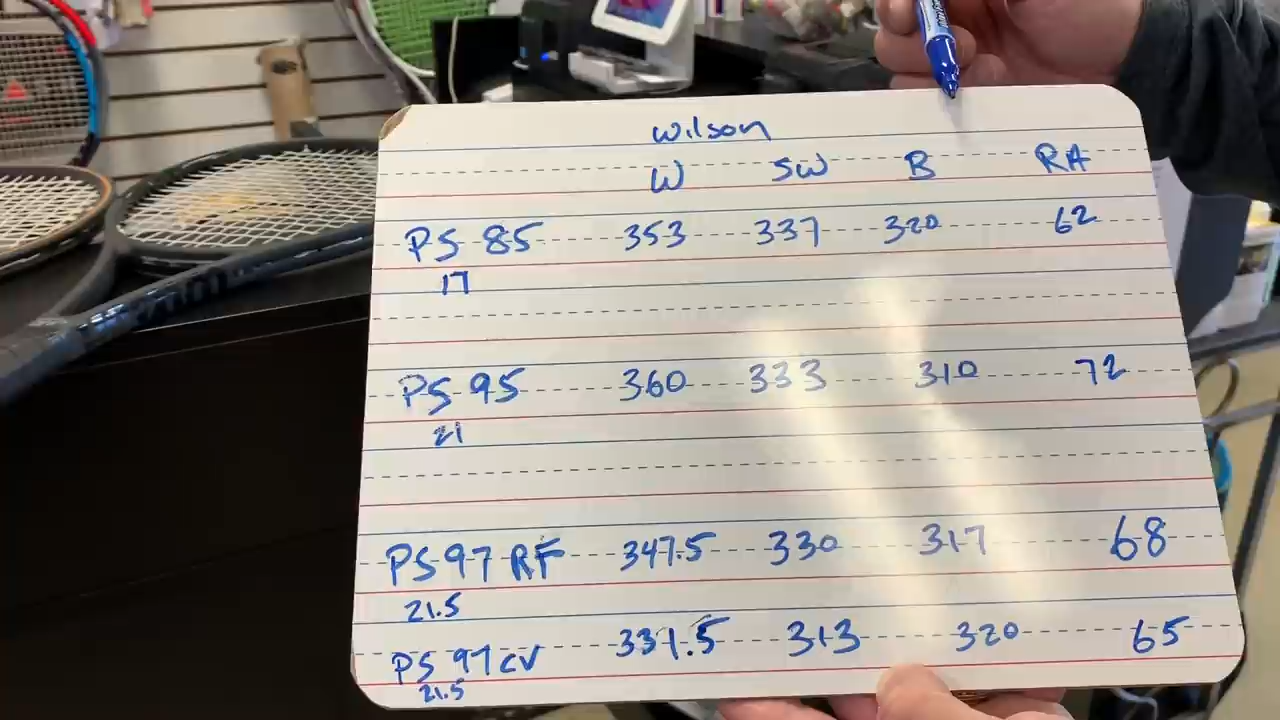 Wilson
W SW B RA
PS 85 353 337 320 62
17
PS 95 360 333 310 72
21
PS 97 RF 347.5 330 317 68
21.5
PS 97 CV 331.5 313 320 65
21.5